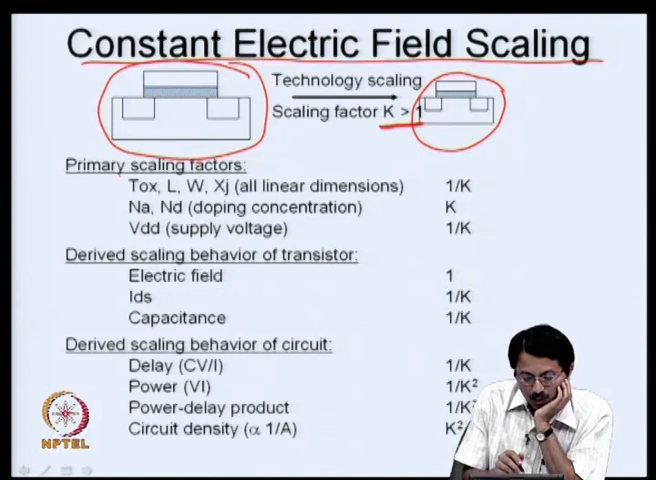 Constant Electric Field Scaling
Technology scaling
Scaling factor K > 1
Primary scaling factors:
Tox, L, W, Xj (all linear dimensions) 1/K
Na, Nd (doping concentration) K
Vdd (supply voltage) 1/K
Derived scaling behavior of transistor:
Electric field 1
Ids 1/K
Capacitance 1/K
Derived scaling behavior of circuit:
Delay (CV/I) 1/K
Power (VI) 1/K²
Power-delay product 1/K
Circuit density (α 1/A) K²
NPTEL